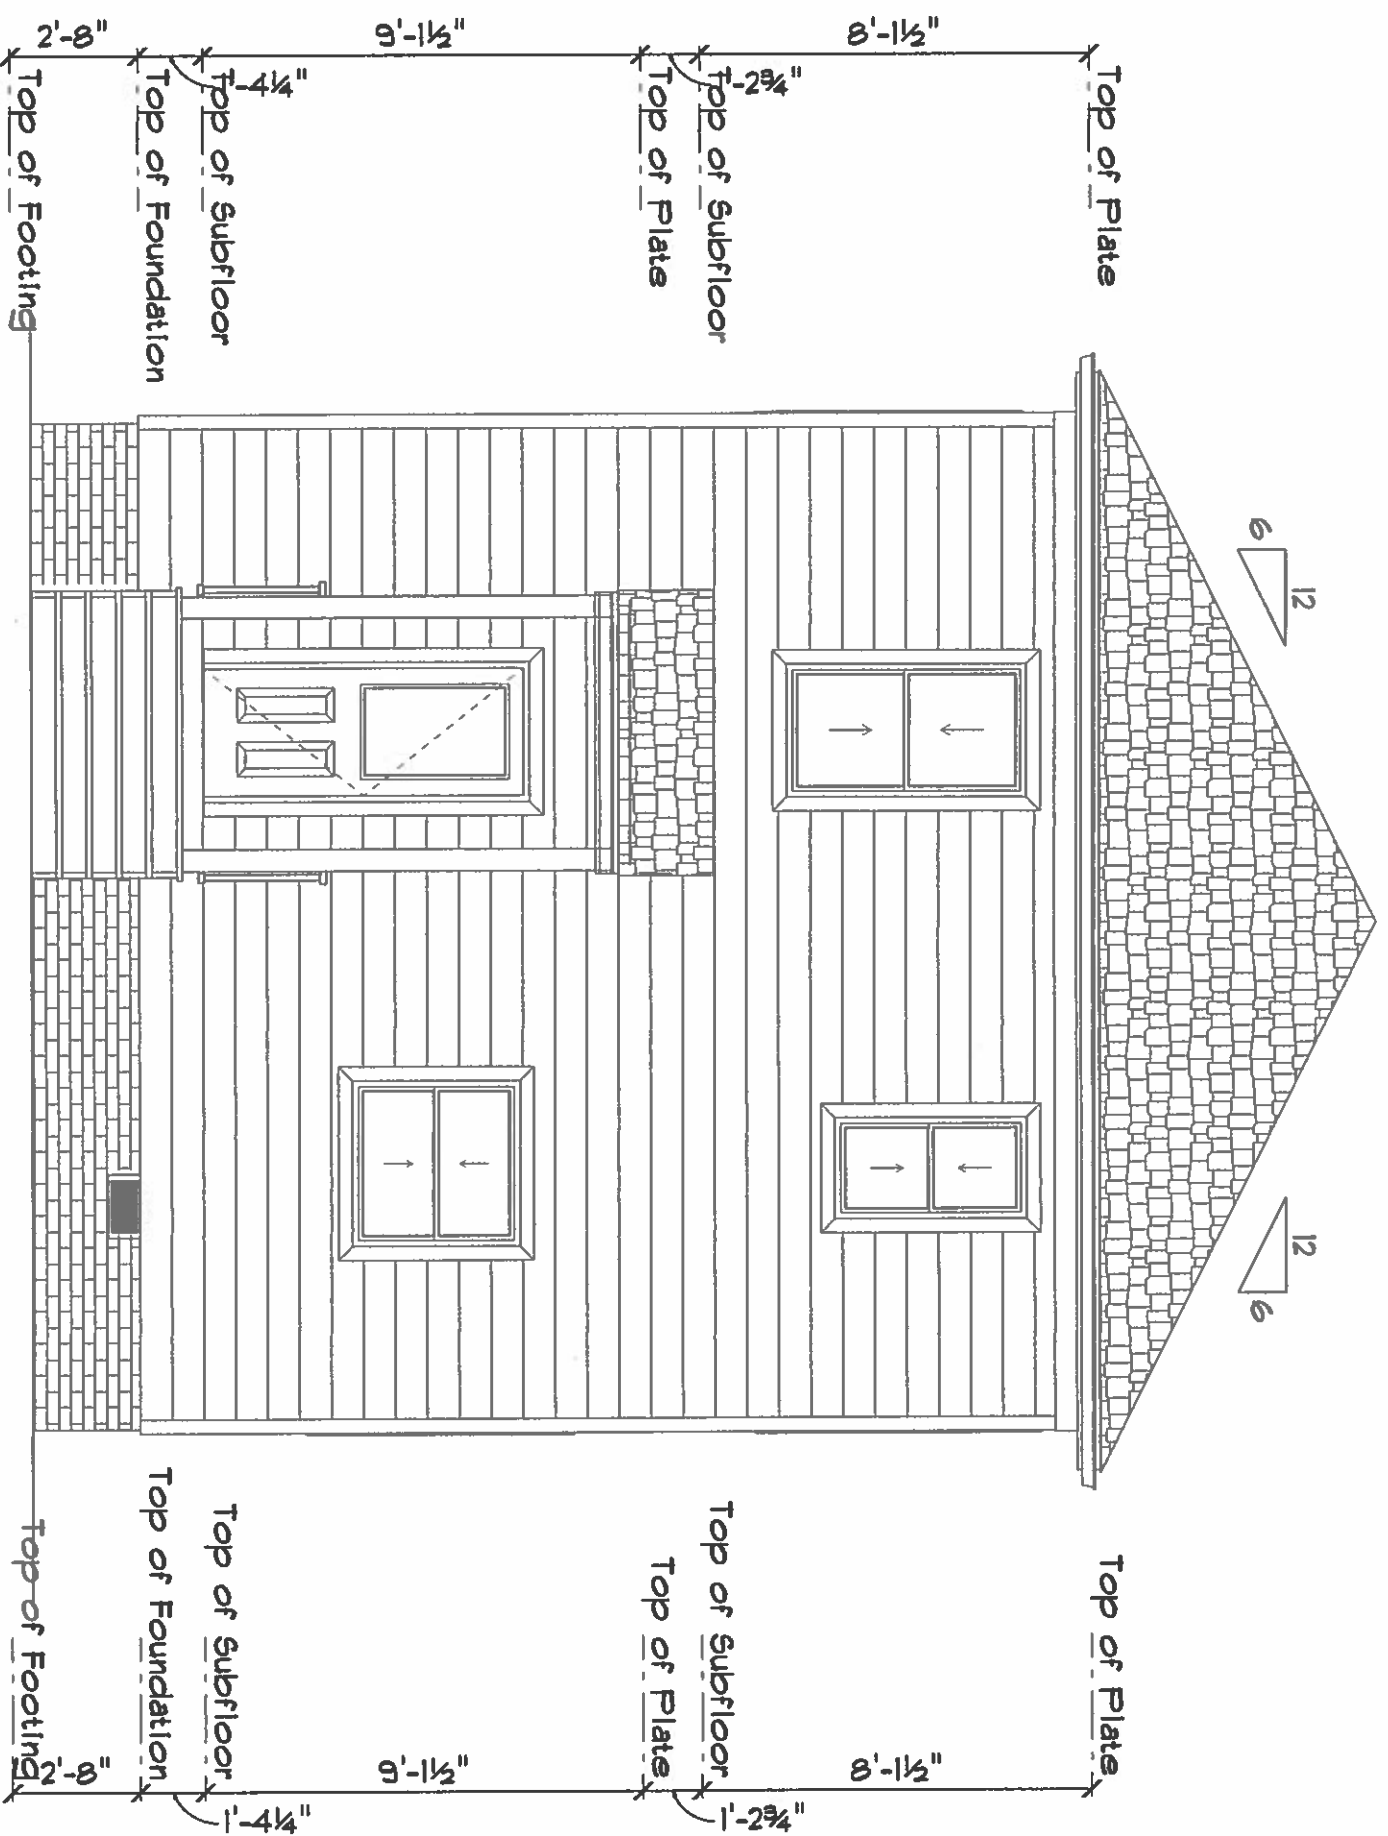 8'-1½"
1'-2¾"
9'-1½"
1'-4¼"
2'-8"
Top of Plate
Top of Subfloor
Top of Plate
Top of Subfloor
Top of Foundation
Top of Footing
6
12
12
6
Top of Plate
Top of Subfloor
Top of Plate
Top of Subfloor
Top of Foundation
Top of Footing
8'-1½"
1'-2¾"
9'-1½"
1'-4¼"
2'-8"